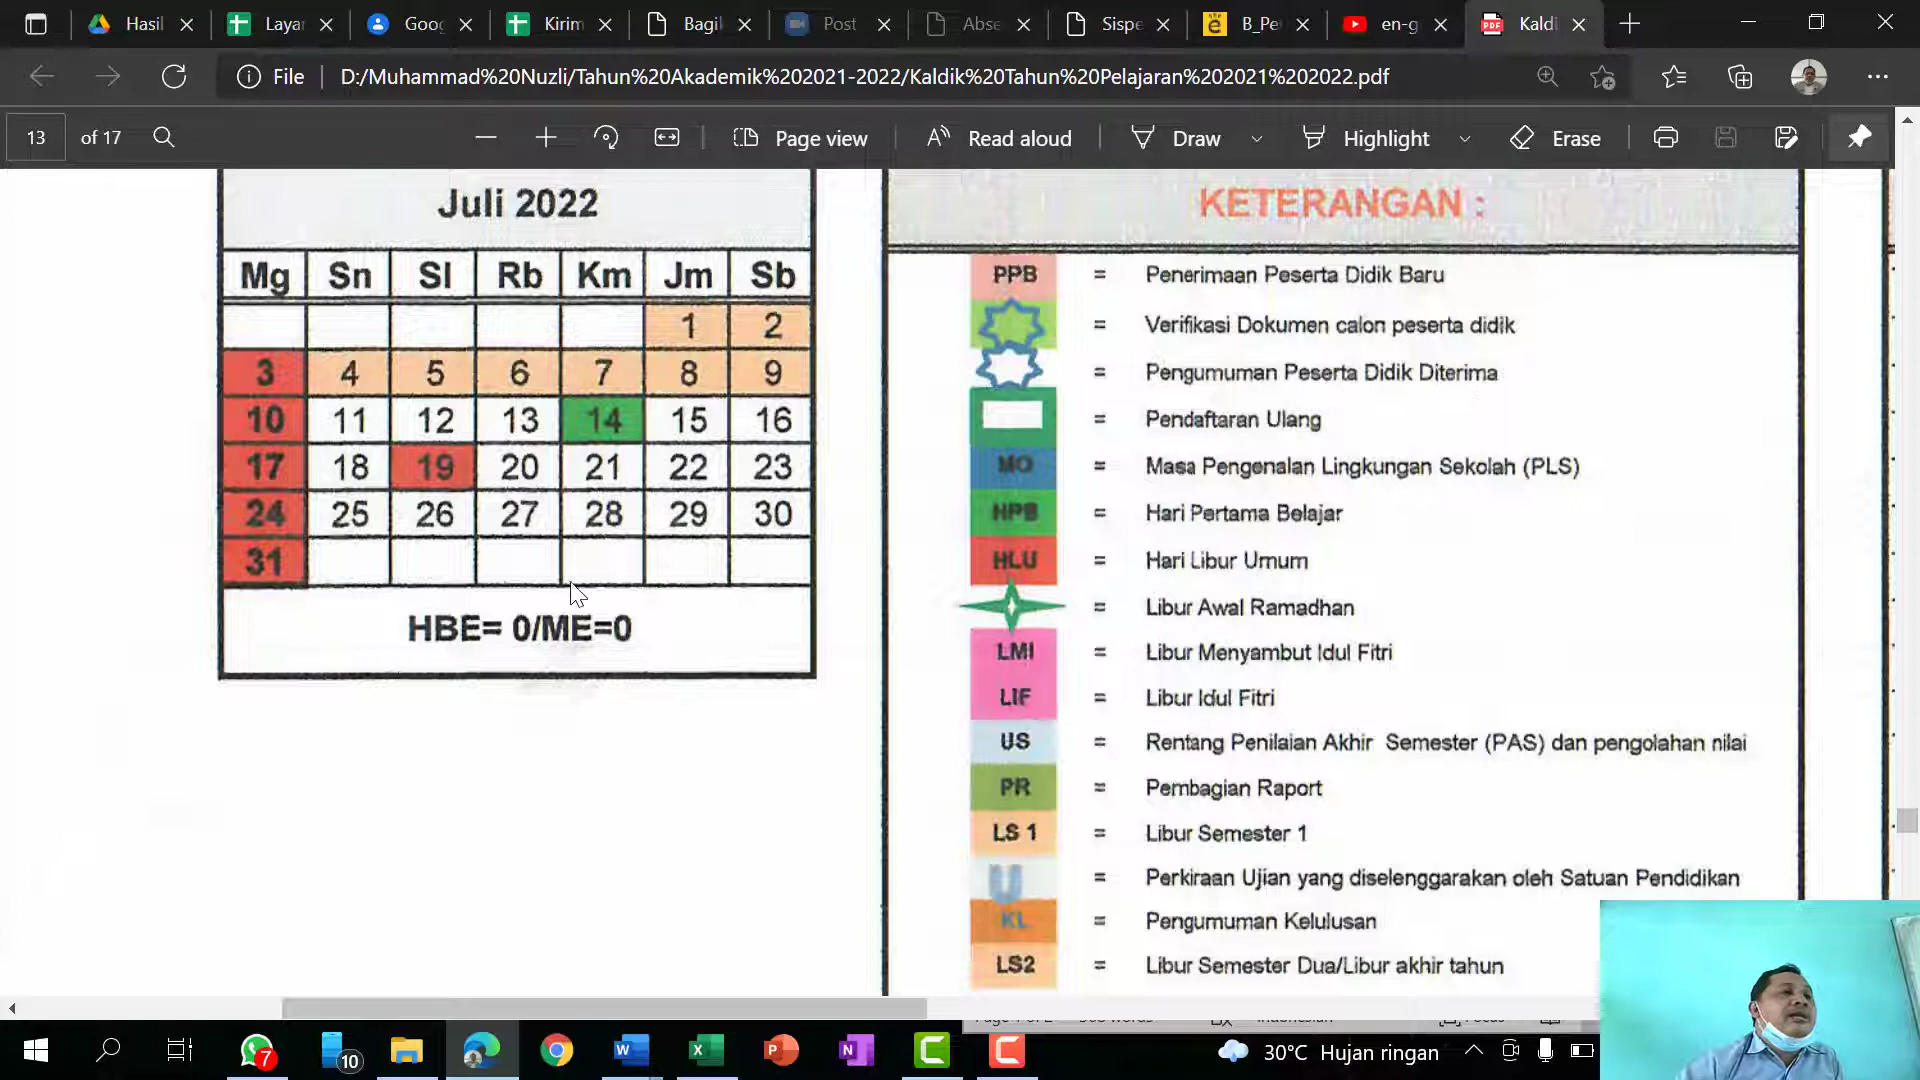 Hasil
Layar
Goog
Kirim
Bagil
Post
Abse
Sispe
B_Pe
en-g
Kaldi
File
D:/Muhammad%20Nuzli/Tahun%20Akademik%202021-2022/Kaldik%20Tahun%20Pelajaran%202021%202022.pdf
13 of 17
Page view
Read aloud
Draw
Highlight
Erase
Juli 2022
Mg Sn Sl Rb Km Jm Sb
1 2
3 4 5 6 7 8 9
10 11 12 13 14 15 16
17 18 19 20 21 22 23
24 25 26 27 28 29 30
31
HBE= 0/ME=0
KETERANGAN :
PPB = Penerimaan Peserta Didik Baru
= Verifikasi Dokumen calon peserta didik
= Pengumuman Peserta Didik Diterima
= Pendaftaran Ulang
MO = Masa Pengenalan Lingkungan Sekolah (PLS)
HPB = Hari Pertama Belajar
HLU = Hari Libur Umum
= Libur Awal Ramadhan
LMI = Libur Menyambut Idul Fitri
LIF = Libur Idul Fitri
US = Rentang Penilaian Akhir Semester (PAS) dan pengolahan nilai
PR = Pembagian Raport
LS 1 = Libur Semester 1
U = Perkiraan Ujian yang diselenggarakan oleh Satuan Pendidikan
KL = Pengumuman Kelulusan
LS2 = Libur Semester Dua/Libur akhir tahun
7
10
30°C Hujan ringan